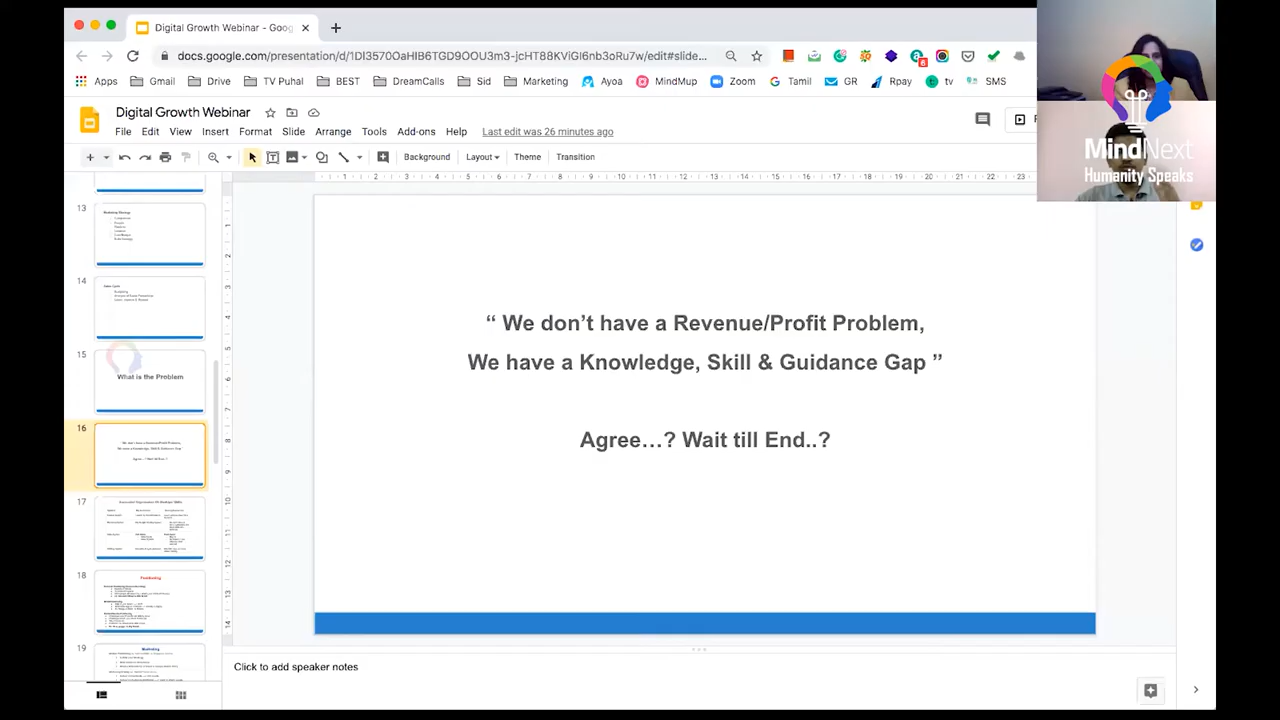 Digital Growth Webinar - Goog
docs.google.com/presentation/d/1DI3570OaHIB6TGD9OOU3m3-jcHT88KViGI6nb3oRu7w/edit#slide...
Apps Gmail Drive TV Puhal BEST Dreams Sid Marketing Ayoa MindMup Zoom Tamil GR Rpay tv SMS
Digital Growth Webinar
File Edit View Insert Format Slide Arrange Tools Add-ons Help Last edit was 26 minutes ago
Background Layout Theme Transition
MindNext
Humanity Speaks
13
14
15
What is the Problem
16
17
18
Positioning
19
Marketing
“ We don’t have a Revenue/Profit Problem,
We have a Knowledge, Skill & Guidance Gap ”
Agree…? Wait till End..?
Click to add speaker notes